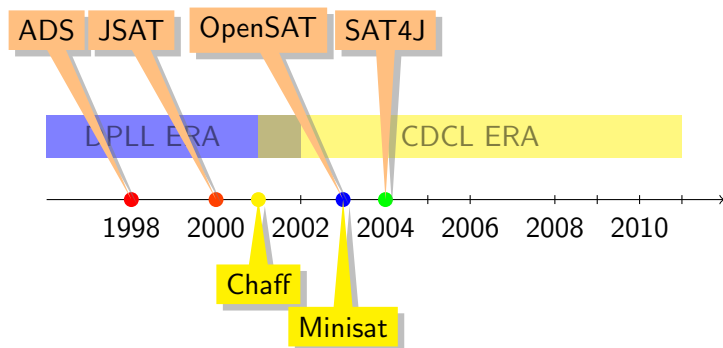 ADS
JSAT
OpenSAT
SAT4J
DPLL ERA
CDCL ERA
1998
2000
2002
2004
2006
2008
2010
Chaff
Minisat